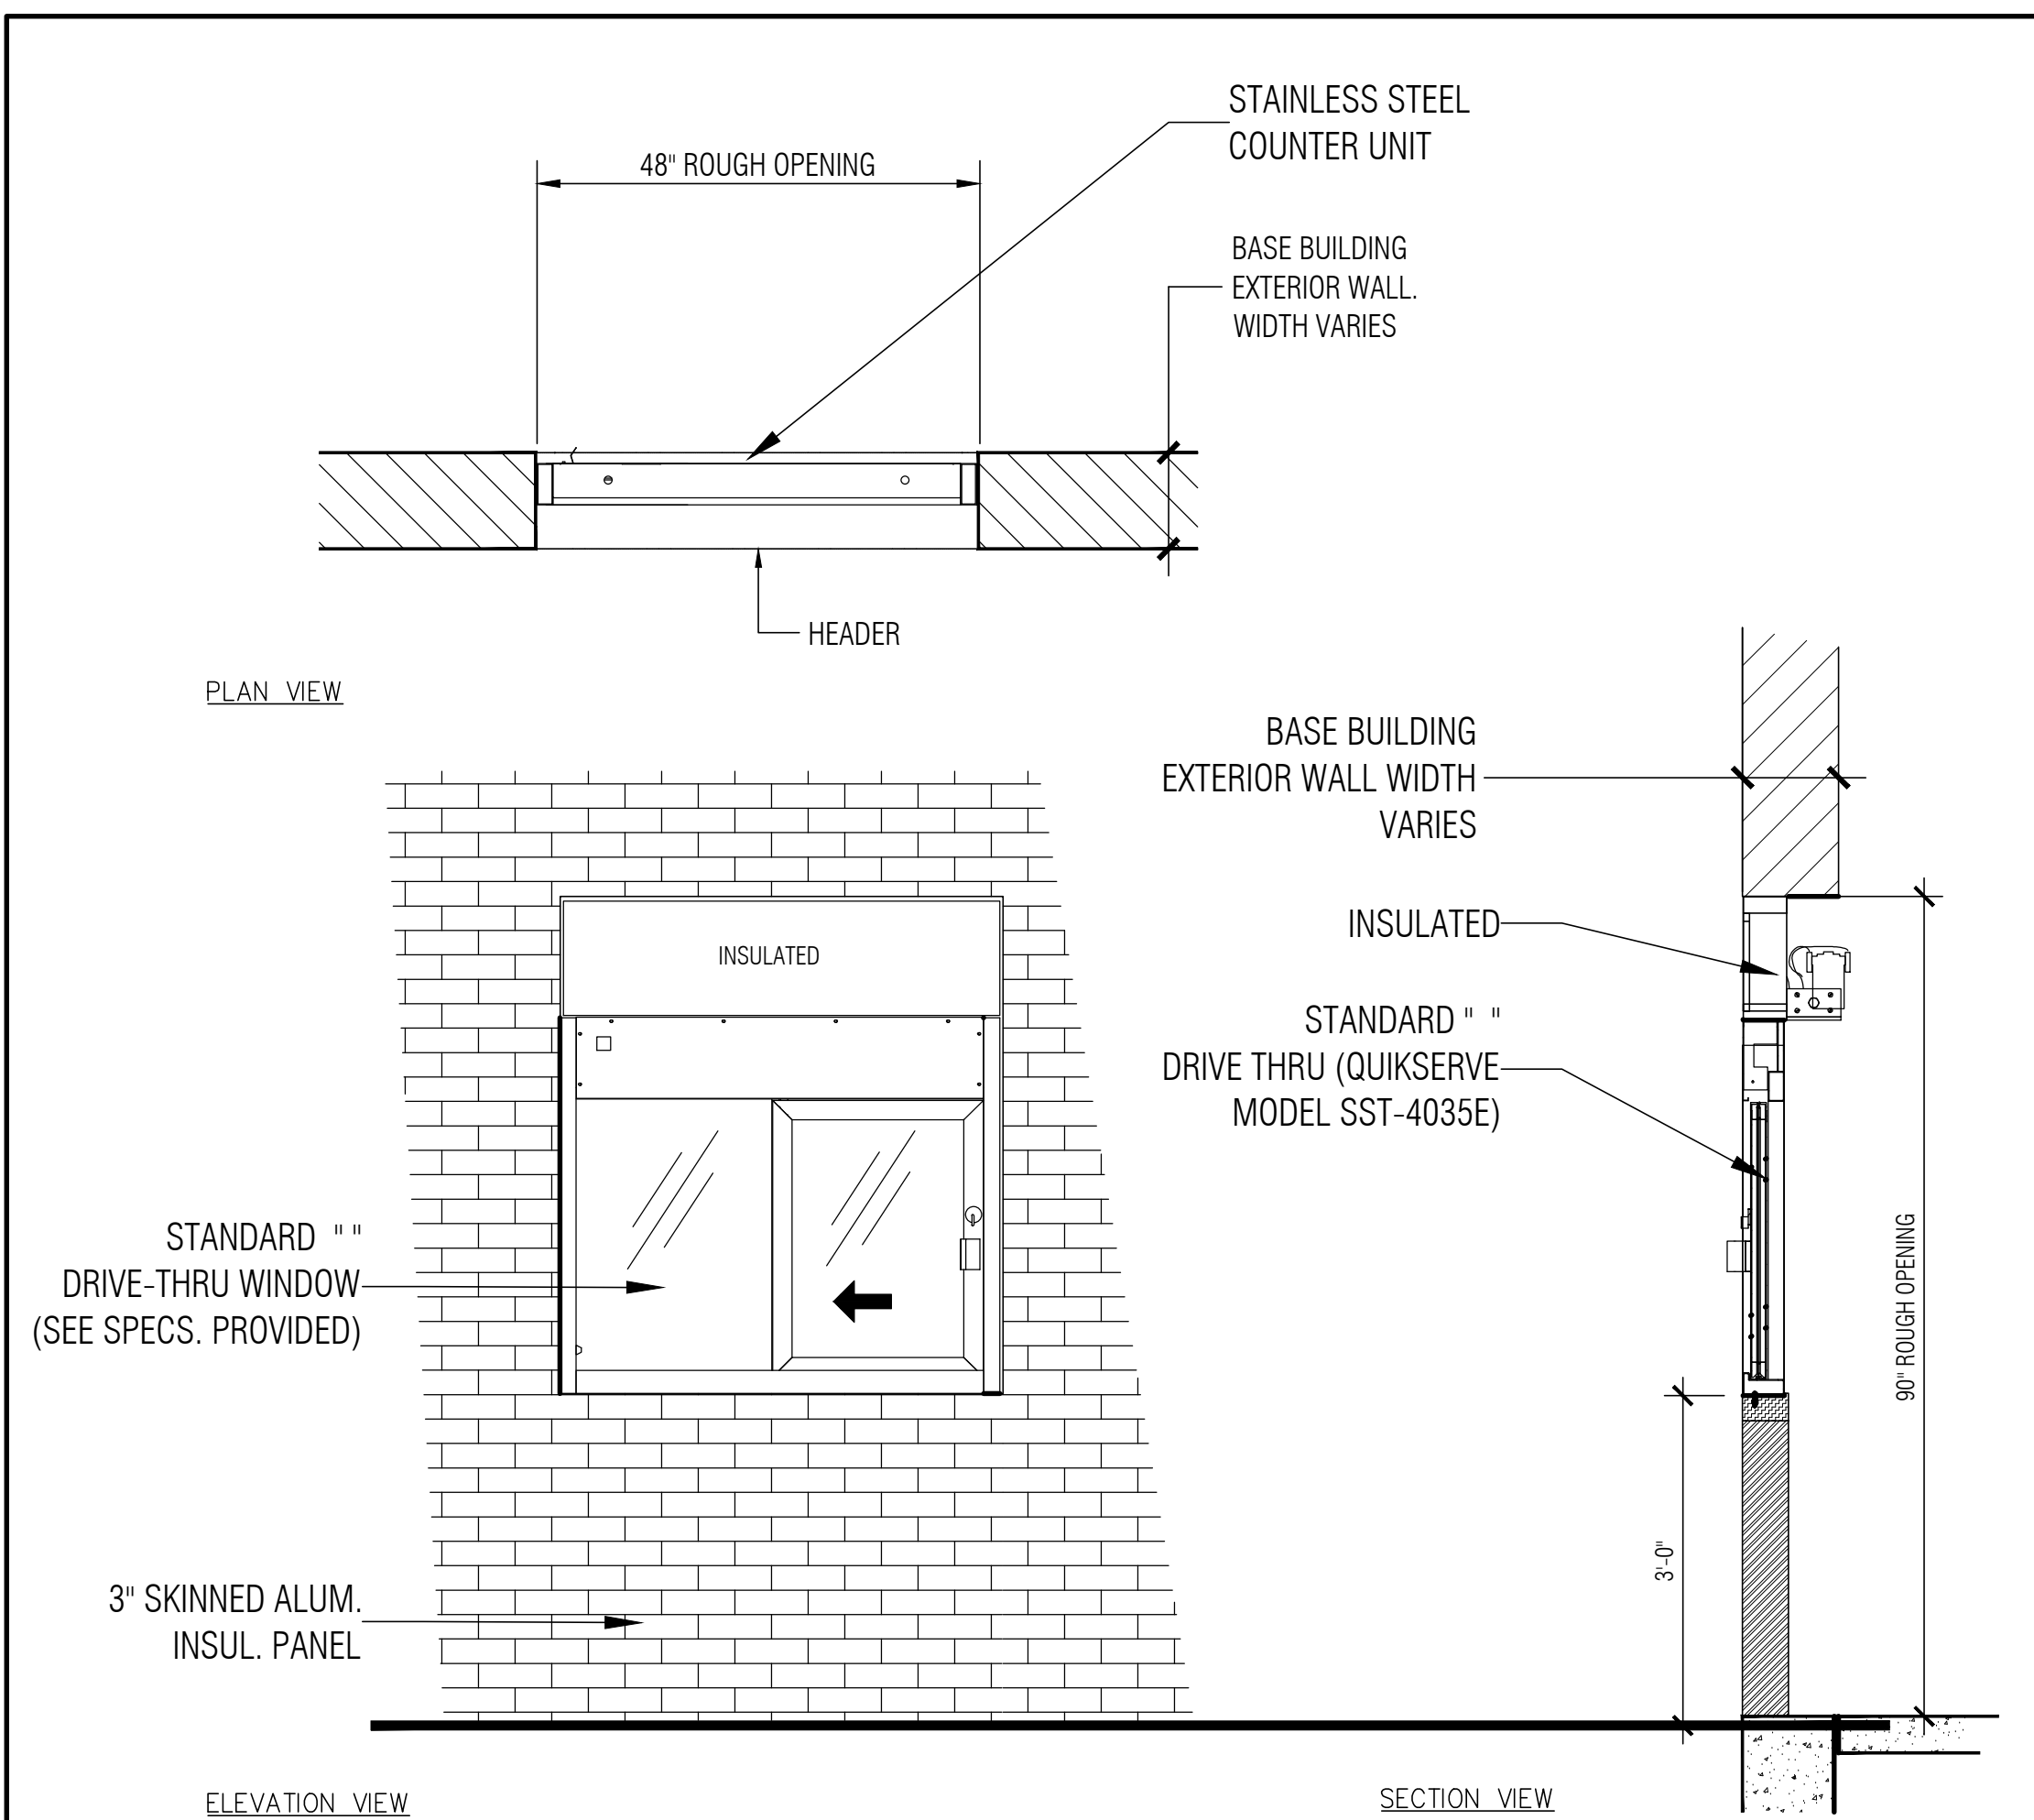 STAINLESS STEEL
COUNTER UNIT
48" ROUGH OPENING
BASE BUILDING
EXTERIOR WALL.
WIDTH VARIES
HEADER
PLAN VIEW
BASE BUILDING
EXTERIOR WALL WIDTH
VARIES
INSULATED
INSULATED
STANDARD " "
DRIVE THRU (QUIKSERVE
MODEL SST-4035E)
STANDARD " "
DRIVE-THRU WINDOW
(SEE SPECS. PROVIDED)
90" ROUGH OPENING
3'-0"
3" SKINNED ALUM.
INSUL. PANEL
ELEVATION VIEW
SECTION VIEW